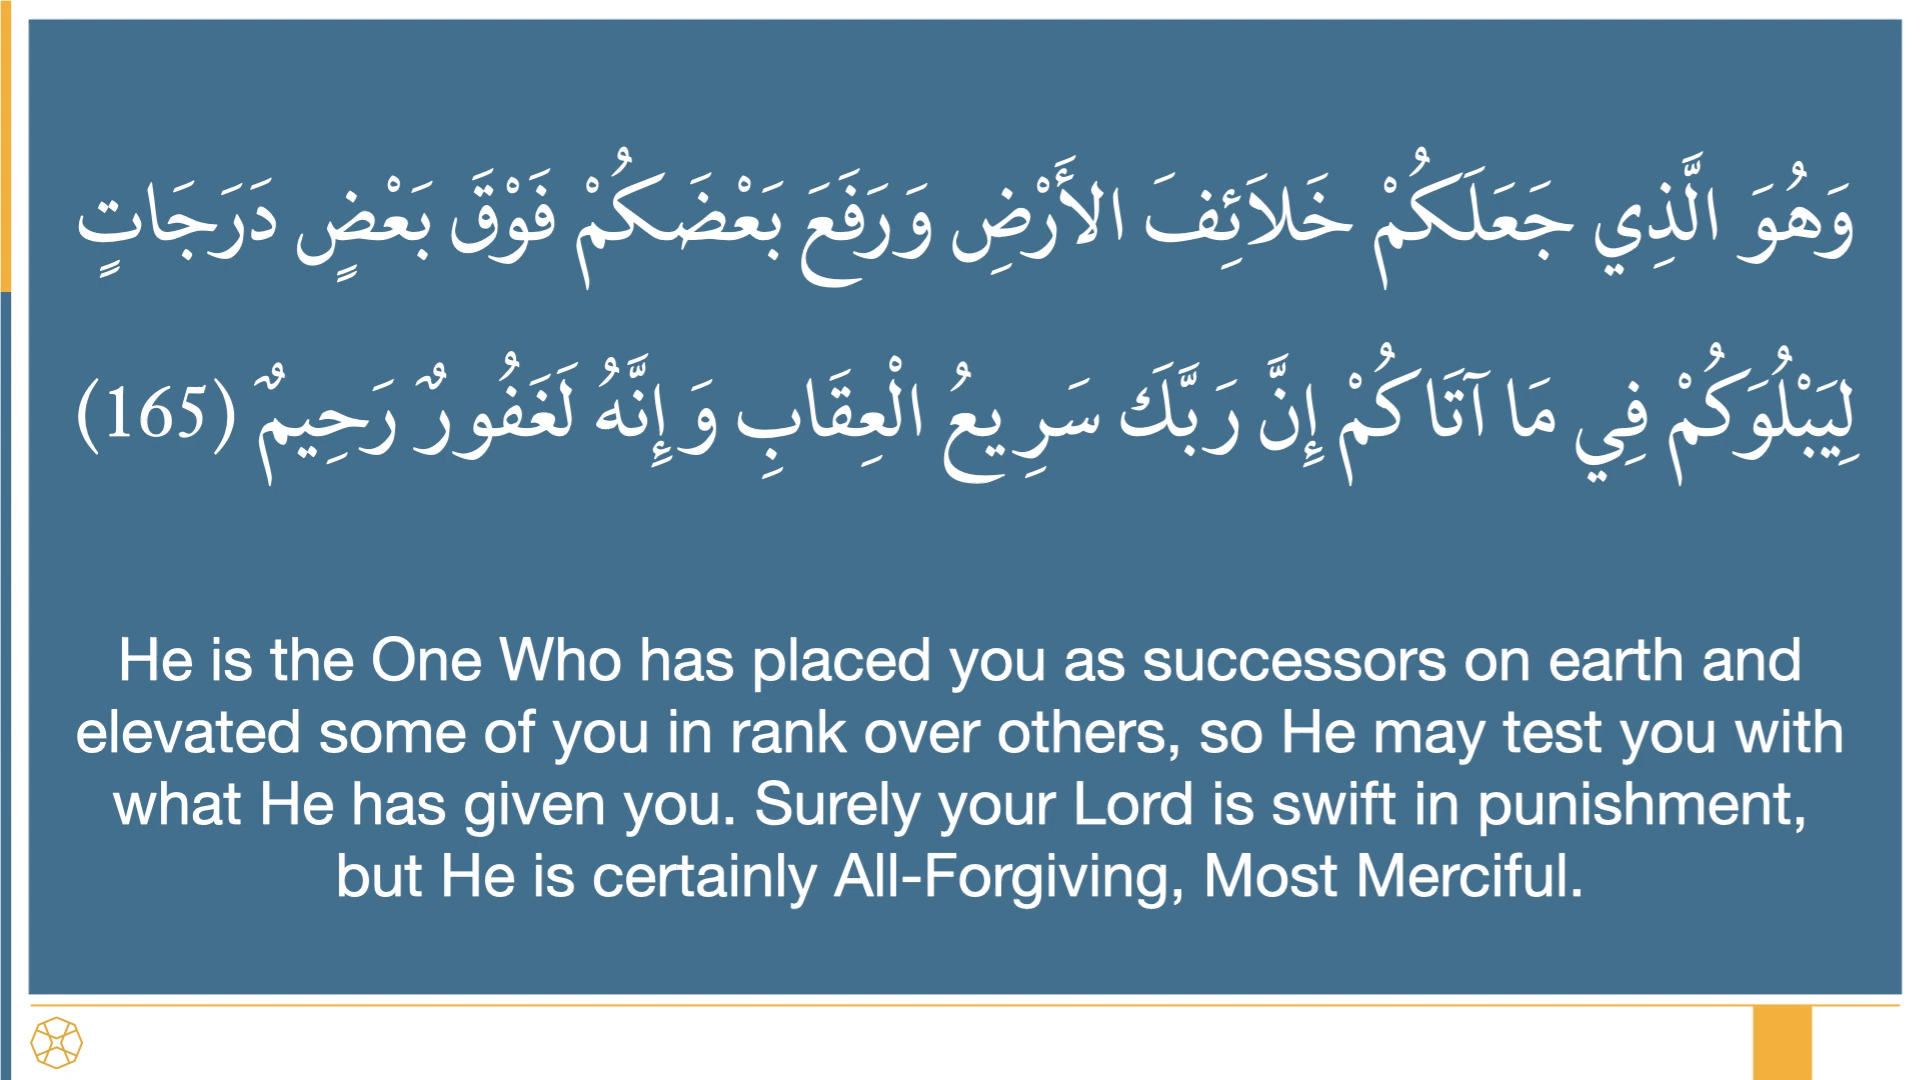 وَهُوَ الَّذِي جَعَلَكُمْ خَلاَئِفَ الأَرْضِ وَرَفَعَ بَعْضَكُمْ فَوْقَ بَعْضٍ دَرَجَاتٍ
لِيَبْلُوَكُمْ فِي مَا آتَاكُمْ إِنَّ رَبَّكَ سَرِيعُ الْعِقَابِ وَإِنَّهُ لَغَفُورٌ رَحِيمٌ (165)
He is the One Who has placed you as successors on earth and
elevated some of you in rank over others, so He may test you with
what He has given you. Surely your Lord is swift in punishment,
but He is certainly All-Forgiving, Most Merciful.